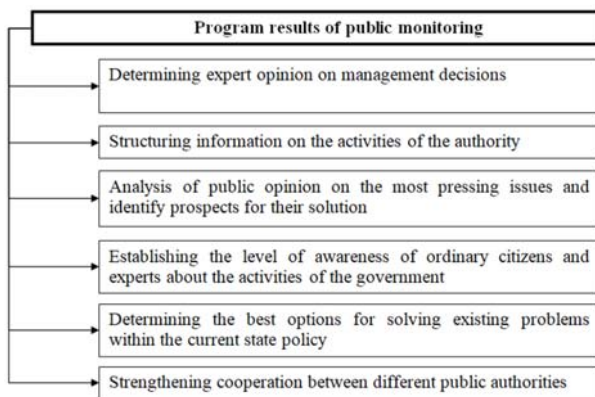 Program results of public monitoring
Determining expert opinion on management decisions
Structuring information on the activities of the authority
Analysis of public opinion on the most pressing issues and
identify prospects for their solution
Establishing the level of awareness of ordinary citizens and
experts about the activities of the government
Determining the best options for solving existing problems
within the current state policy
Strengthening cooperation between different public authorities